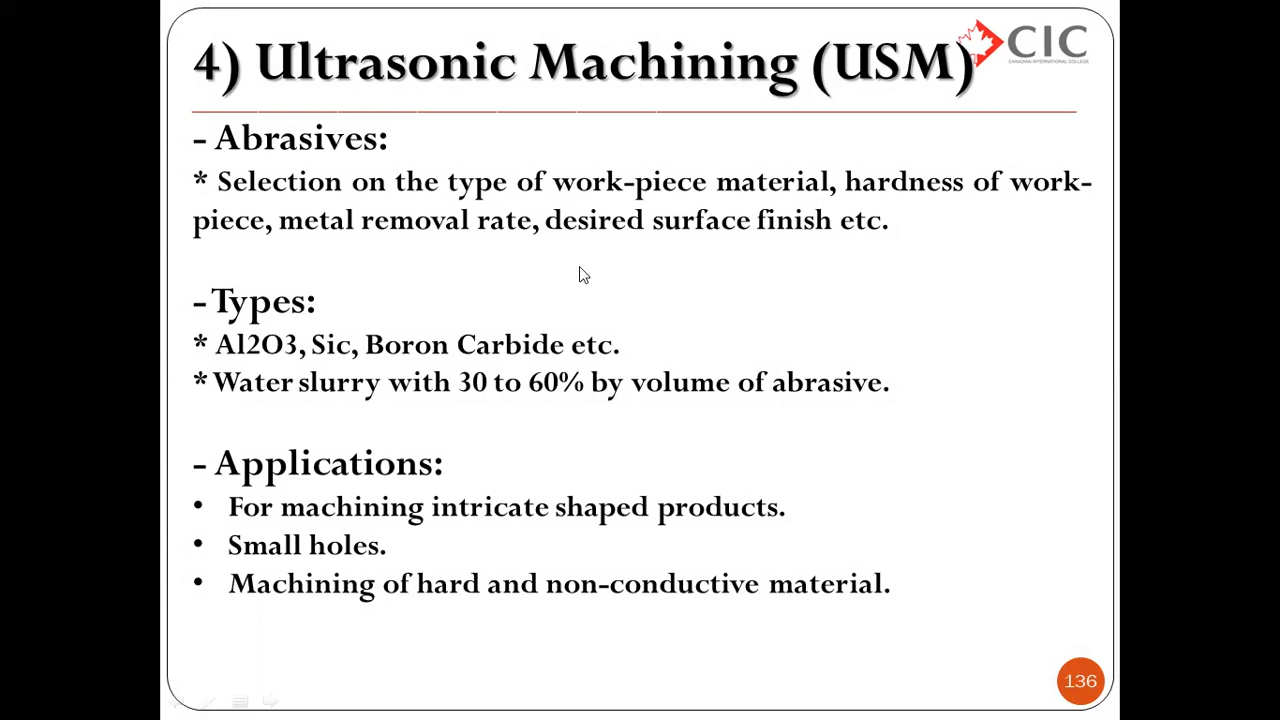 4) Ultrasonic Machining (USM)
CIC
CANADIAN INTERNATIONAL COLLEGE
- Abrasives:
* Selection on the type of work-piece material, hardness of work-
piece, metal removal rate, desired surface finish etc.
- Types:
* Al2O3, Sic, Boron Carbide etc.
* Water slurry with 30 to 60% by volume of abrasive.
- Applications:
• For machining intricate shaped products.
• Small holes.
• Machining of hard and non-conductive material.
136